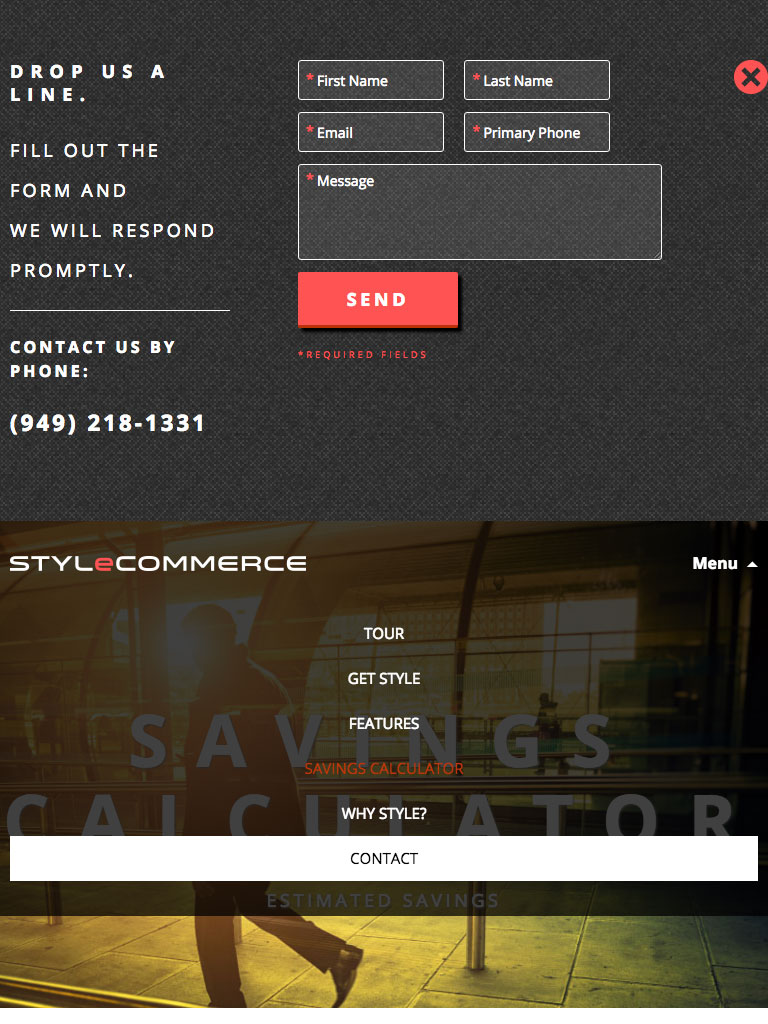 DROP US A
LINE.
FILL OUT THE
FORM AND
WE WILL RESPOND
PROMPTLY.
CONTACT US BY
PHONE:
(949) 218-1331
* First Name
* Last Name
* Email
* Primary Phone
* Message
SEND
*REQUIRED FIELDS
STYLeCOMMERCE
Menu
TOUR
GET STYLE
FEATURES
SAVINGS
SAVINGS CALCULATOR
CALCULATOR
WHY STYLE?
CONTACT
ESTIMATED SAVINGS